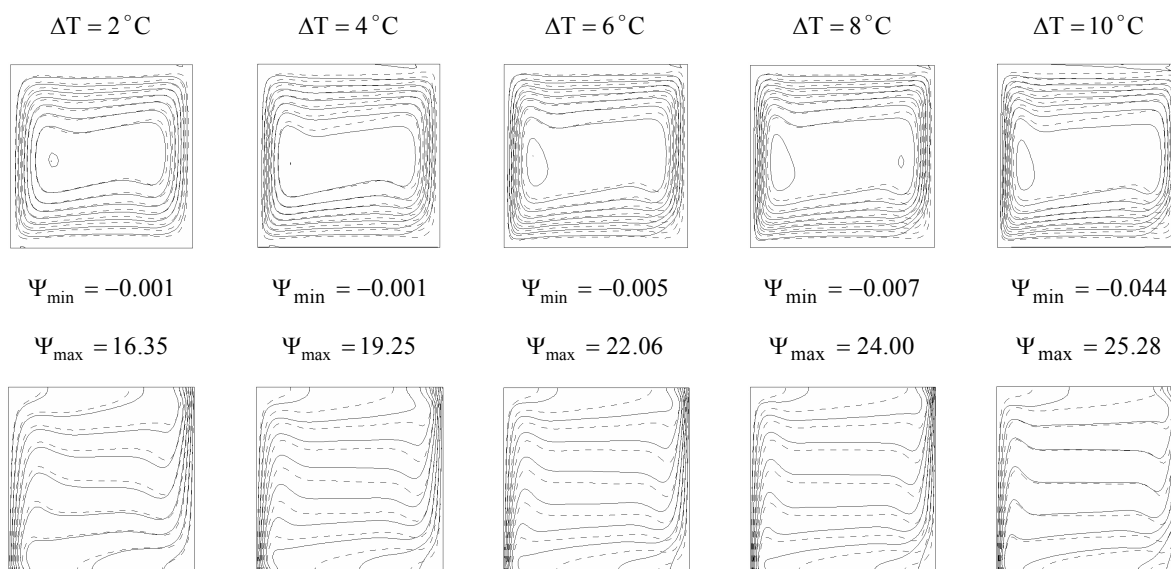 ΔT = 2 °C ΔT = 4 °C ΔT = 6 °C ΔT = 8 °C ΔT = 10 °C
Ψmin = −0.001 Ψmin = −0.001 Ψmin = −0.005 Ψmin = −0.007 Ψmin = −0.044
Ψmax = 16.35 Ψmax = 19.25 Ψmax = 22.06 Ψmax = 24.00 Ψmax = 25.28